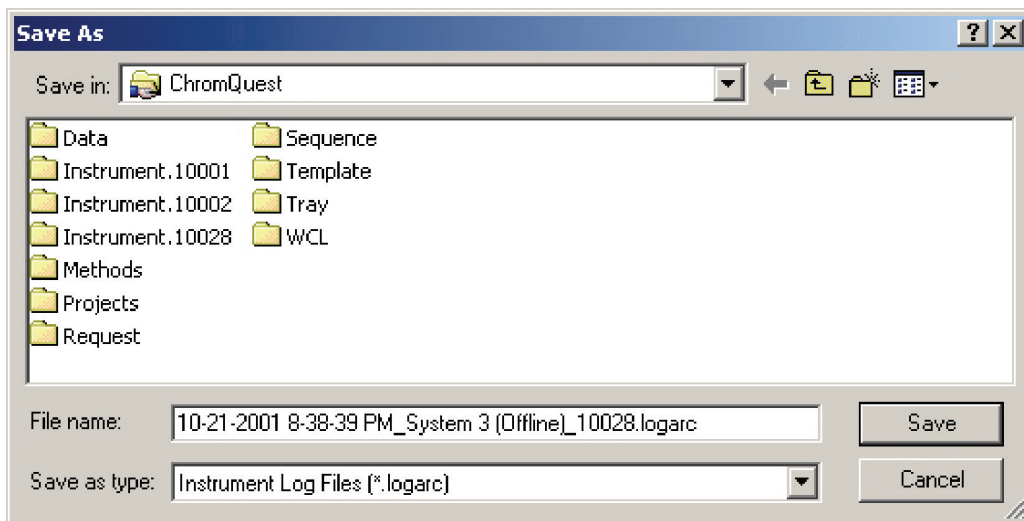 Save As
Save in: ChromQuest
Data
Instrument.10001
Instrument.10002
Instrument.10028
Methods
Projects
Request
Sequence
Template
Tray
WCL
File name: 10-21-2001 8-38-39 PM_System 3 (Offline)_10028.logarc
Save
Save as type: Instrument Log Files (*.logarc)
Cancel